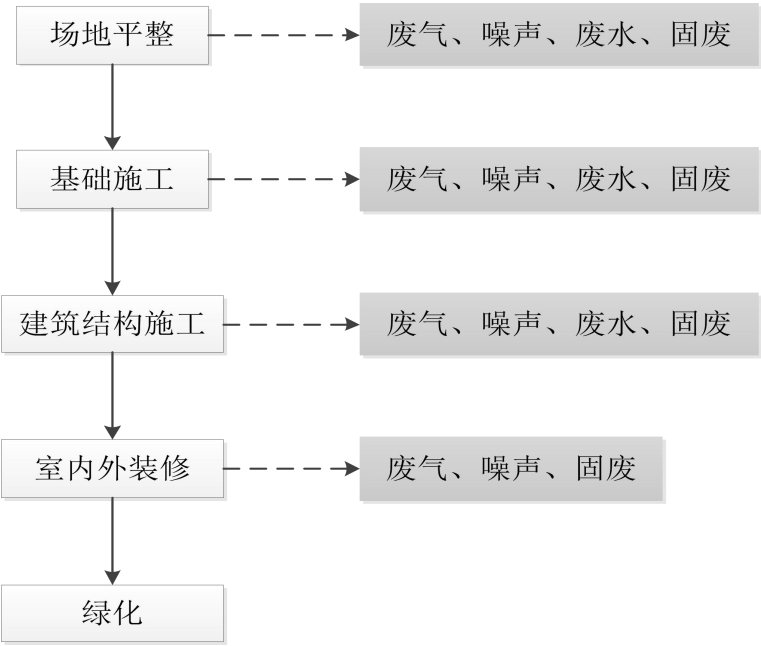 场地平整
废气、噪声、废水、固废
基础施工
废气、噪声、废水、固废
建筑结构施工
废气、噪声、废水、固废
室内外装修
废气、噪声、固废
绿化